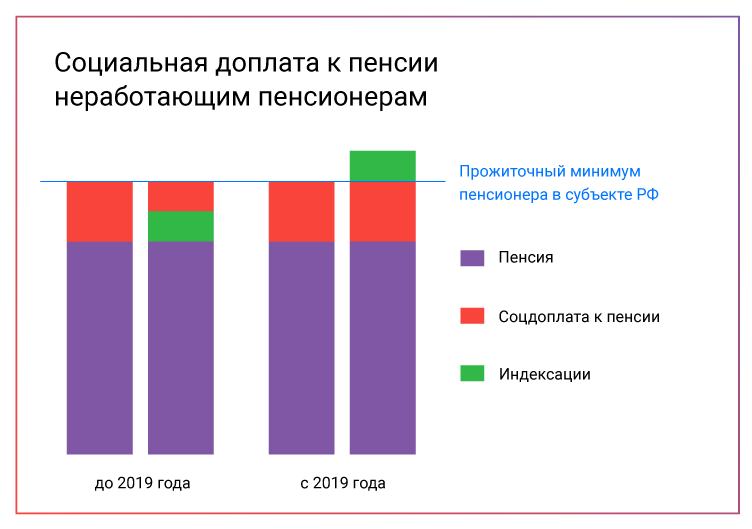 Социальная доплата к пенсии
неработающим пенсионерам
Прожиточный минимум
пенсионера в субъекте РФ
Пенсия
Соцдоплата к пенсии
Индексации
до 2019 года
с 2019 года